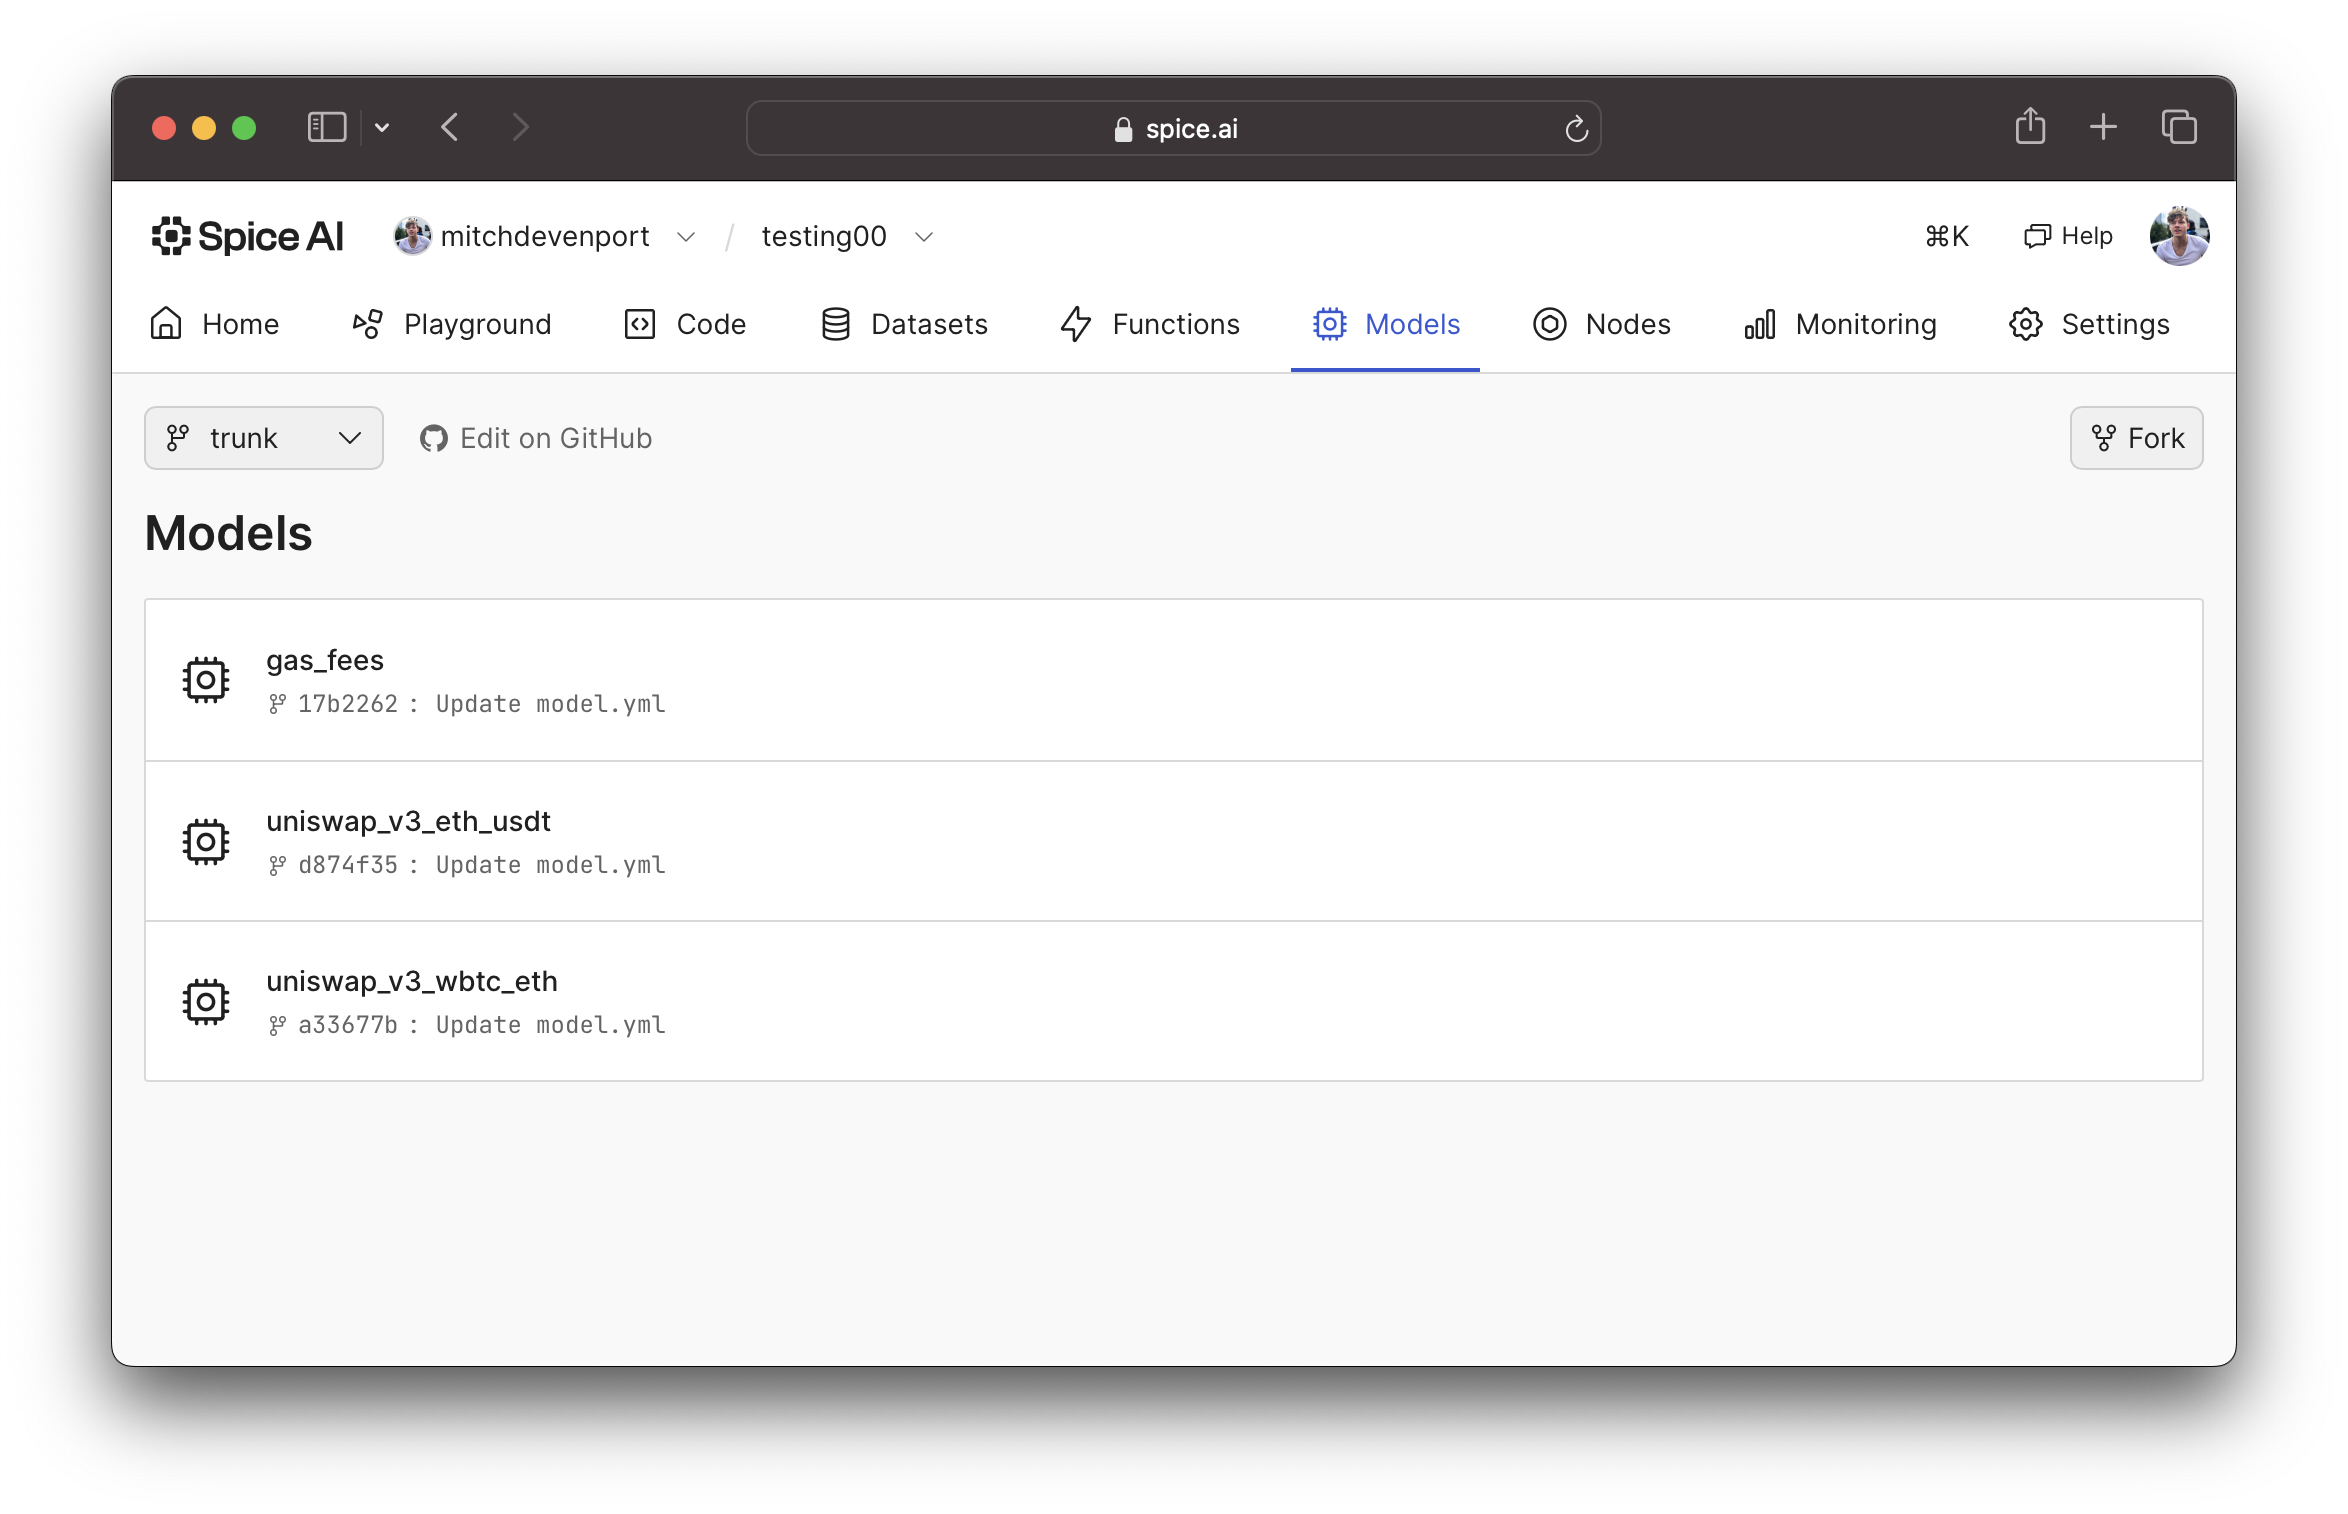 spice.ai
Spice AI mitchdevenport / testing00 ⌘K Help
Home Playground Code Datasets Functions Models Nodes Monitoring Settings
trunk Edit on GitHub Fork
Models
gas_fees
17b2262 : Update model.yml
uniswap_v3_eth_usdt
d874f35 : Update model.yml
uniswap_v3_wbtc_eth
a33677b : Update model.yml